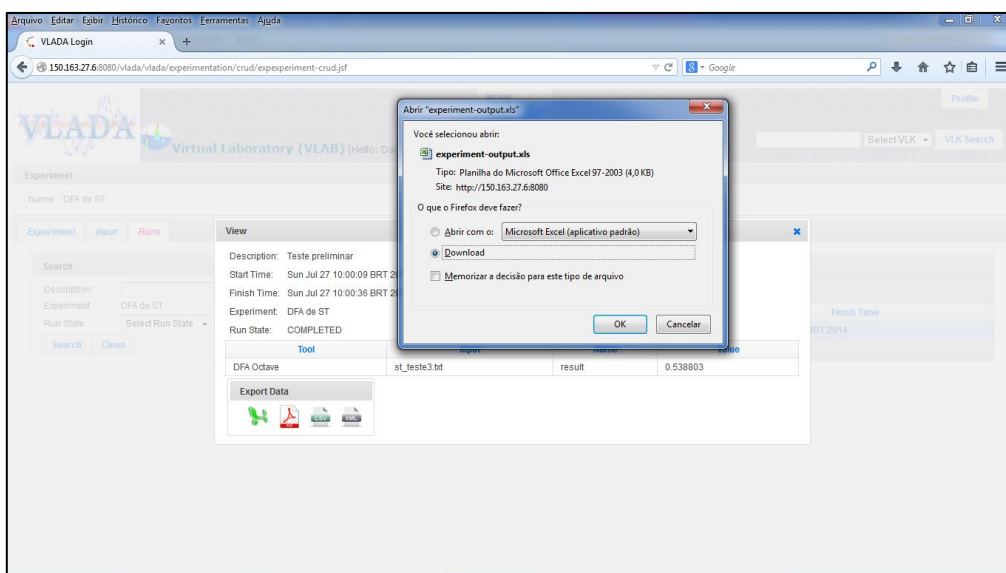 Arquivo Editar Exibir Histórico Favoritos Ferramentas Ajuda
VLADA Login
150.163.27.6:8080/vlada/vlada/experimentation/crud/expexperiment-crud.jsf
Google
Profile
VLADA
Virtual Laboratory (VLAB) [Hello: Da
Select VLK
VLK Search
Experiment
Name: DFA de ST
Experiment Input Runs
Search
Description:
Experiment: DFA de ST
Run State: Select Run State
Search Clean
Finish Time
BRT 2014
View
Description: Teste preliminar
Start Time: Sun Jul 27 10:00:09 BRT 20
Finish Time: Sun Jul 27 10:00:36 BRT 20
Experiment: DFA de ST
Run State: COMPLETED
Tool Input Name Value
DFA Octave st_teste3.txt result 0.538803
Export Data
CSV XML
Abrir "experiment-output.xls"
Você selecionou abrir:
experiment-output.xls
Tipo: Planilha do Microsoft Office Excel 97-2003 (4,0 KB)
Site: http://150.163.27.6:8080
O que o Firefox deve fazer?
Abrir com o: Microsoft Excel (aplicativo padrão)
Download
Memorizar a decisão para este tipo de arquivo
OK Cancelar